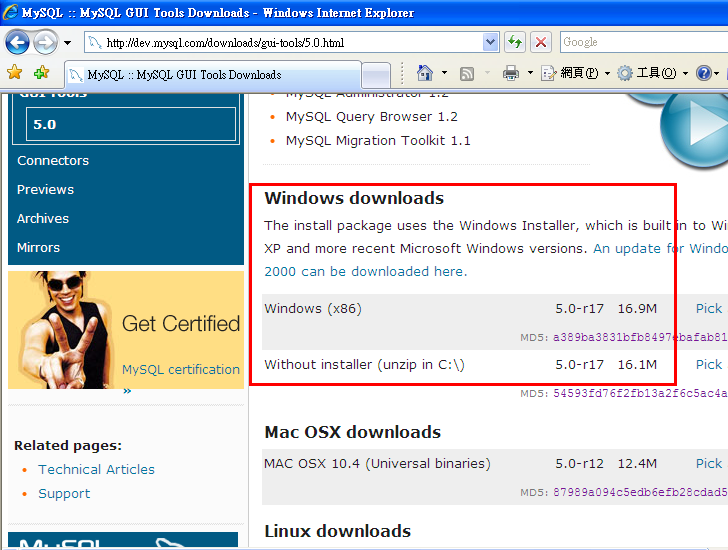 MySQL :: MySQL GUI Tools Downloads - Windows Internet Explorer
http://dev.mysql.com/downloads/gui-tools/5.0.html
Google
MySQL :: MySQL GUI Tools Downloads
網頁(P)
工具(O)
GUI Tools
5.0
Connectors
Previews
Archives
Mirrors
Get Certified
MySQL certification
»
Related pages:
• Technical Articles
• Support
• MySQL Administrator 1.2
• MySQL Query Browser 1.2
• MySQL Migration Toolkit 1.1
Windows downloads
The install package uses the Windows Installer, which is built in to Wi
XP and more recent Microsoft Windows versions. An update for Windo
2000 can be downloaded here.
Windows (x86) 5.0-r17 16.9M Pick
MD5: a389ba3831bfb8497ebafab81
Without installer (unzip in C:\) 5.0-r17 16.1M Pick
MD5: 54593fd76f2fb13a2f6c5ac4a
Mac OSX downloads
MAC OSX 10.4 (Universal binaries) 5.0-r12 12.4M Pick
MD5: 87989a094c5edb6efb28cdad5
Linux downloads